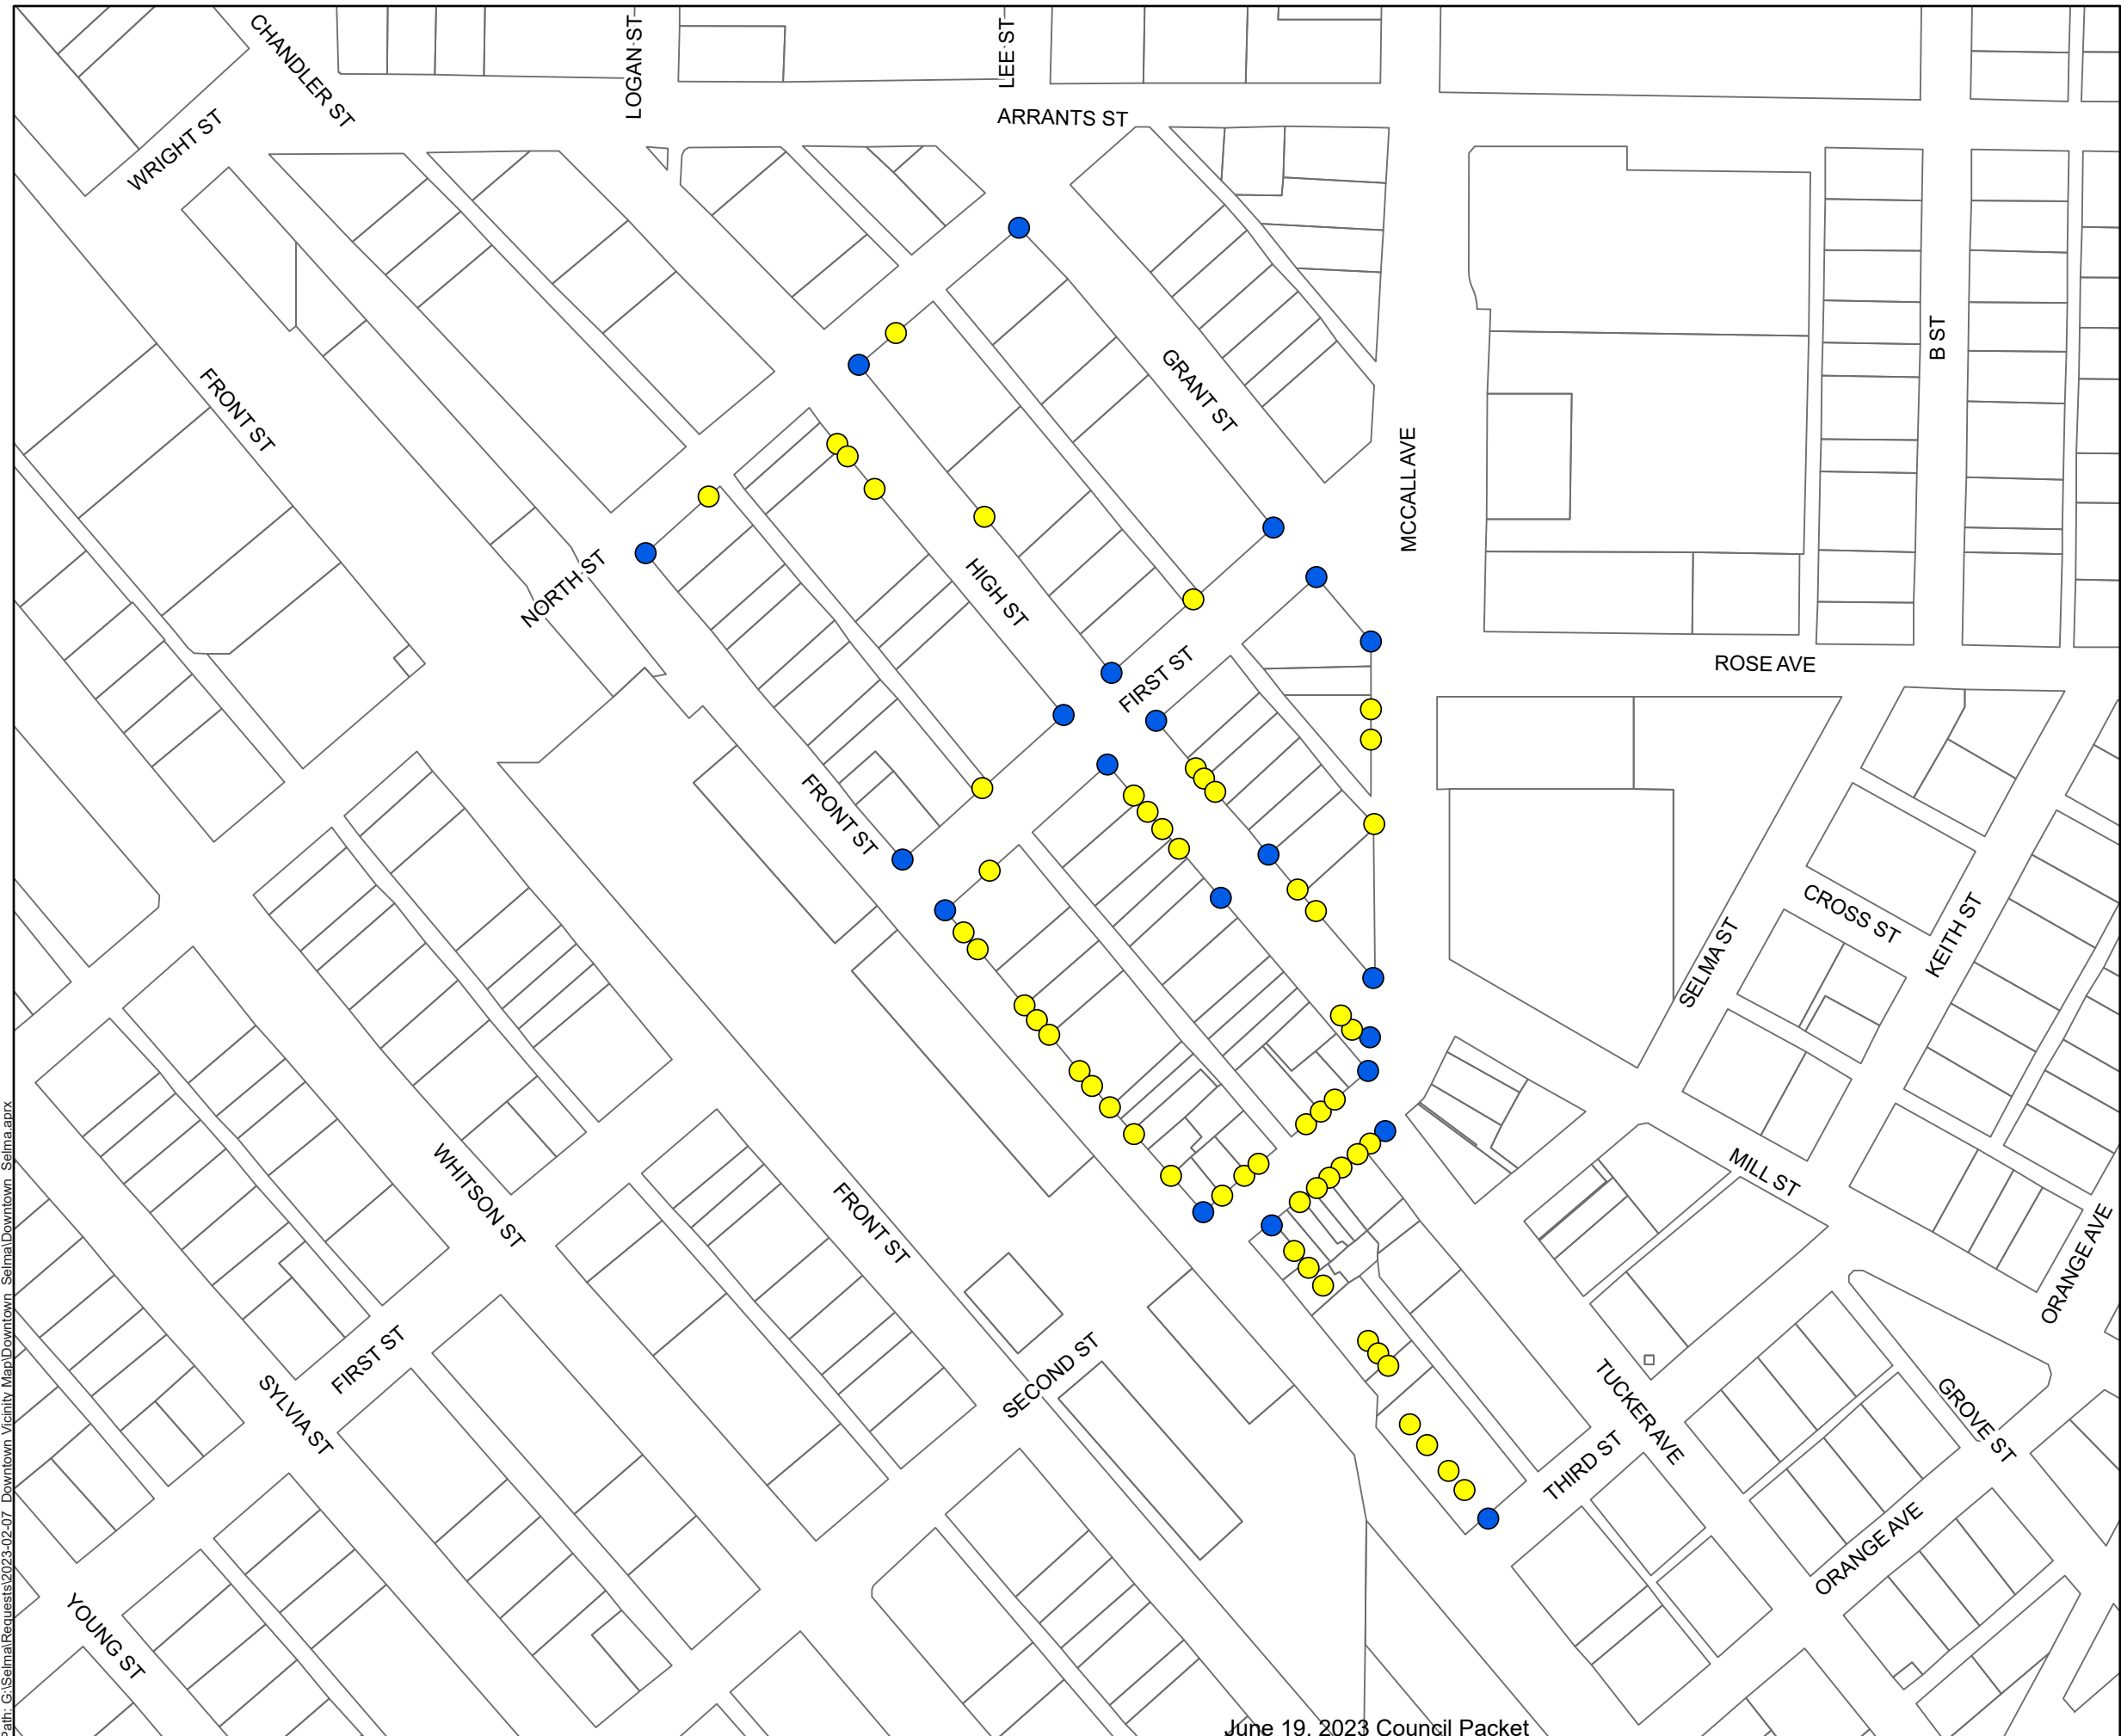 CHANDLER ST
LOGAN ST
LEE ST
WRIGHT ST
ARRANTS ST
B ST
FRONT ST
GRANT ST
MCCALL AVE
NORTH ST
HIGH ST
FIRST ST
ROSE AVE
FRONT ST
CROSS ST
KEITH ST
SELMA ST
MILL ST
WHITSON ST
FRONT ST
ORANGE AVE
FIRST ST
SYLVIA ST
SECOND ST
TUCKER AVE
GROVE ST
THIRD ST
ORANGE AVE
YOUNG ST
Path: G:\Selma\Requests\2023-02-07_Downtown Vicinity Map\Downtown_Selma\Downtown_Selma.aprx
June 19, 2023 Council Packet